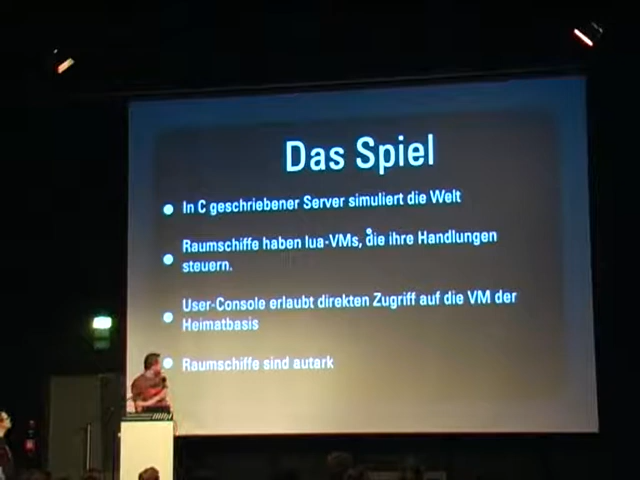 Das Spiel
In C geschriebener Server simuliert die Welt
Raumschiffe haben lua-VMs, die ihre Handlungen
steuern.
User-Console erlaubt direkten Zugriff auf die VM der
Heimatbasis
Raumschiffe sind autark